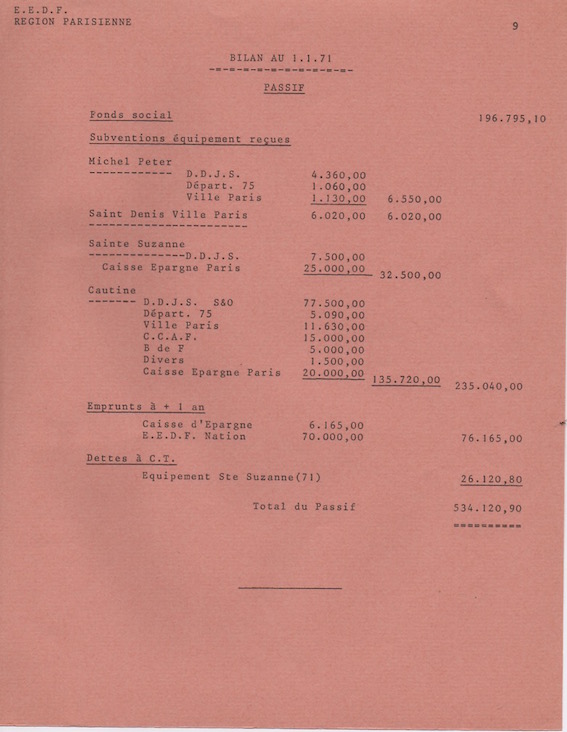 E.E.D.F.
REGION PARISIENNE
9
BILAN AU 1.1.71
-=-=-=-=-=-=-=-=-=-
PASSIF
Fonds social 196.795,10
Subventions équipement reçues
Michel Peter
------------ D.D.J.S. 4.360,00
Départ. 75 1.060,00
Ville Paris 1.130,00 6.550,00
Saint Denis Ville Paris 6.020,00 6.020,00
-----------------------
Sainte Suzanne
--------------D.D.J.S. 7.500,00
Caisse Epargne Paris 25.000,00 32.500,00
Cautine
------- D.D.J.S. S&O 77.500,00
Départ. 75 5.090,00
Ville Paris 11.630,00
C.C.A.F. 15.000,00
B de F 5.000,00
Divers 1.500,00
Caisse Epargne Paris 20.000,00 135.720,00 235.040,00
Emprunts à + 1 an
Caisse d'Epargne 6.165,00
E.E.D.F. Nation 70.000,00 76.165,00
Dettes à C.T.
Equipement Ste Suzanne(71) 26.120,80
Total du Passif 534.120,90
==========